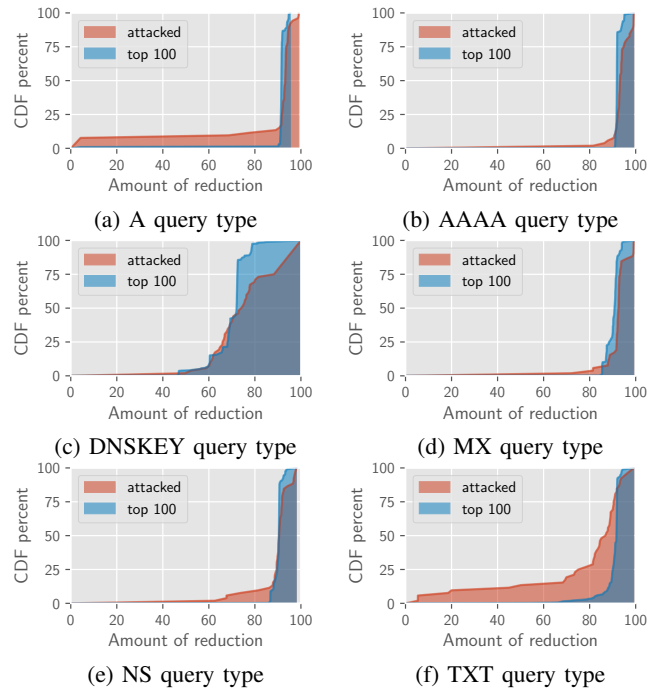 attacked
top 100
CDF percent
100
75
50
25
0
0 20 40 60 80 100
Amount of reduction
(a) A query type
attacked
top 100
CDF percent
100
75
50
25
0
0 20 40 60 80 100
Amount of reduction
(b) AAAA query type
attacked
top 100
CDF percent
100
75
50
25
0
0 20 40 60 80 100
Amount of reduction
(c) DNSKEY query type
attacked
top 100
CDF percent
100
75
50
25
0
0 20 40 60 80 100
Amount of reduction
(d) MX query type
attacked
top 100
CDF percent
100
75
50
25
0
0 20 40 60 80 100
Amount of reduction
(e) NS query type
attacked
top 100
CDF percent
100
75
50
25
0
0 20 40 60 80 100
Amount of reduction
(f) TXT query type